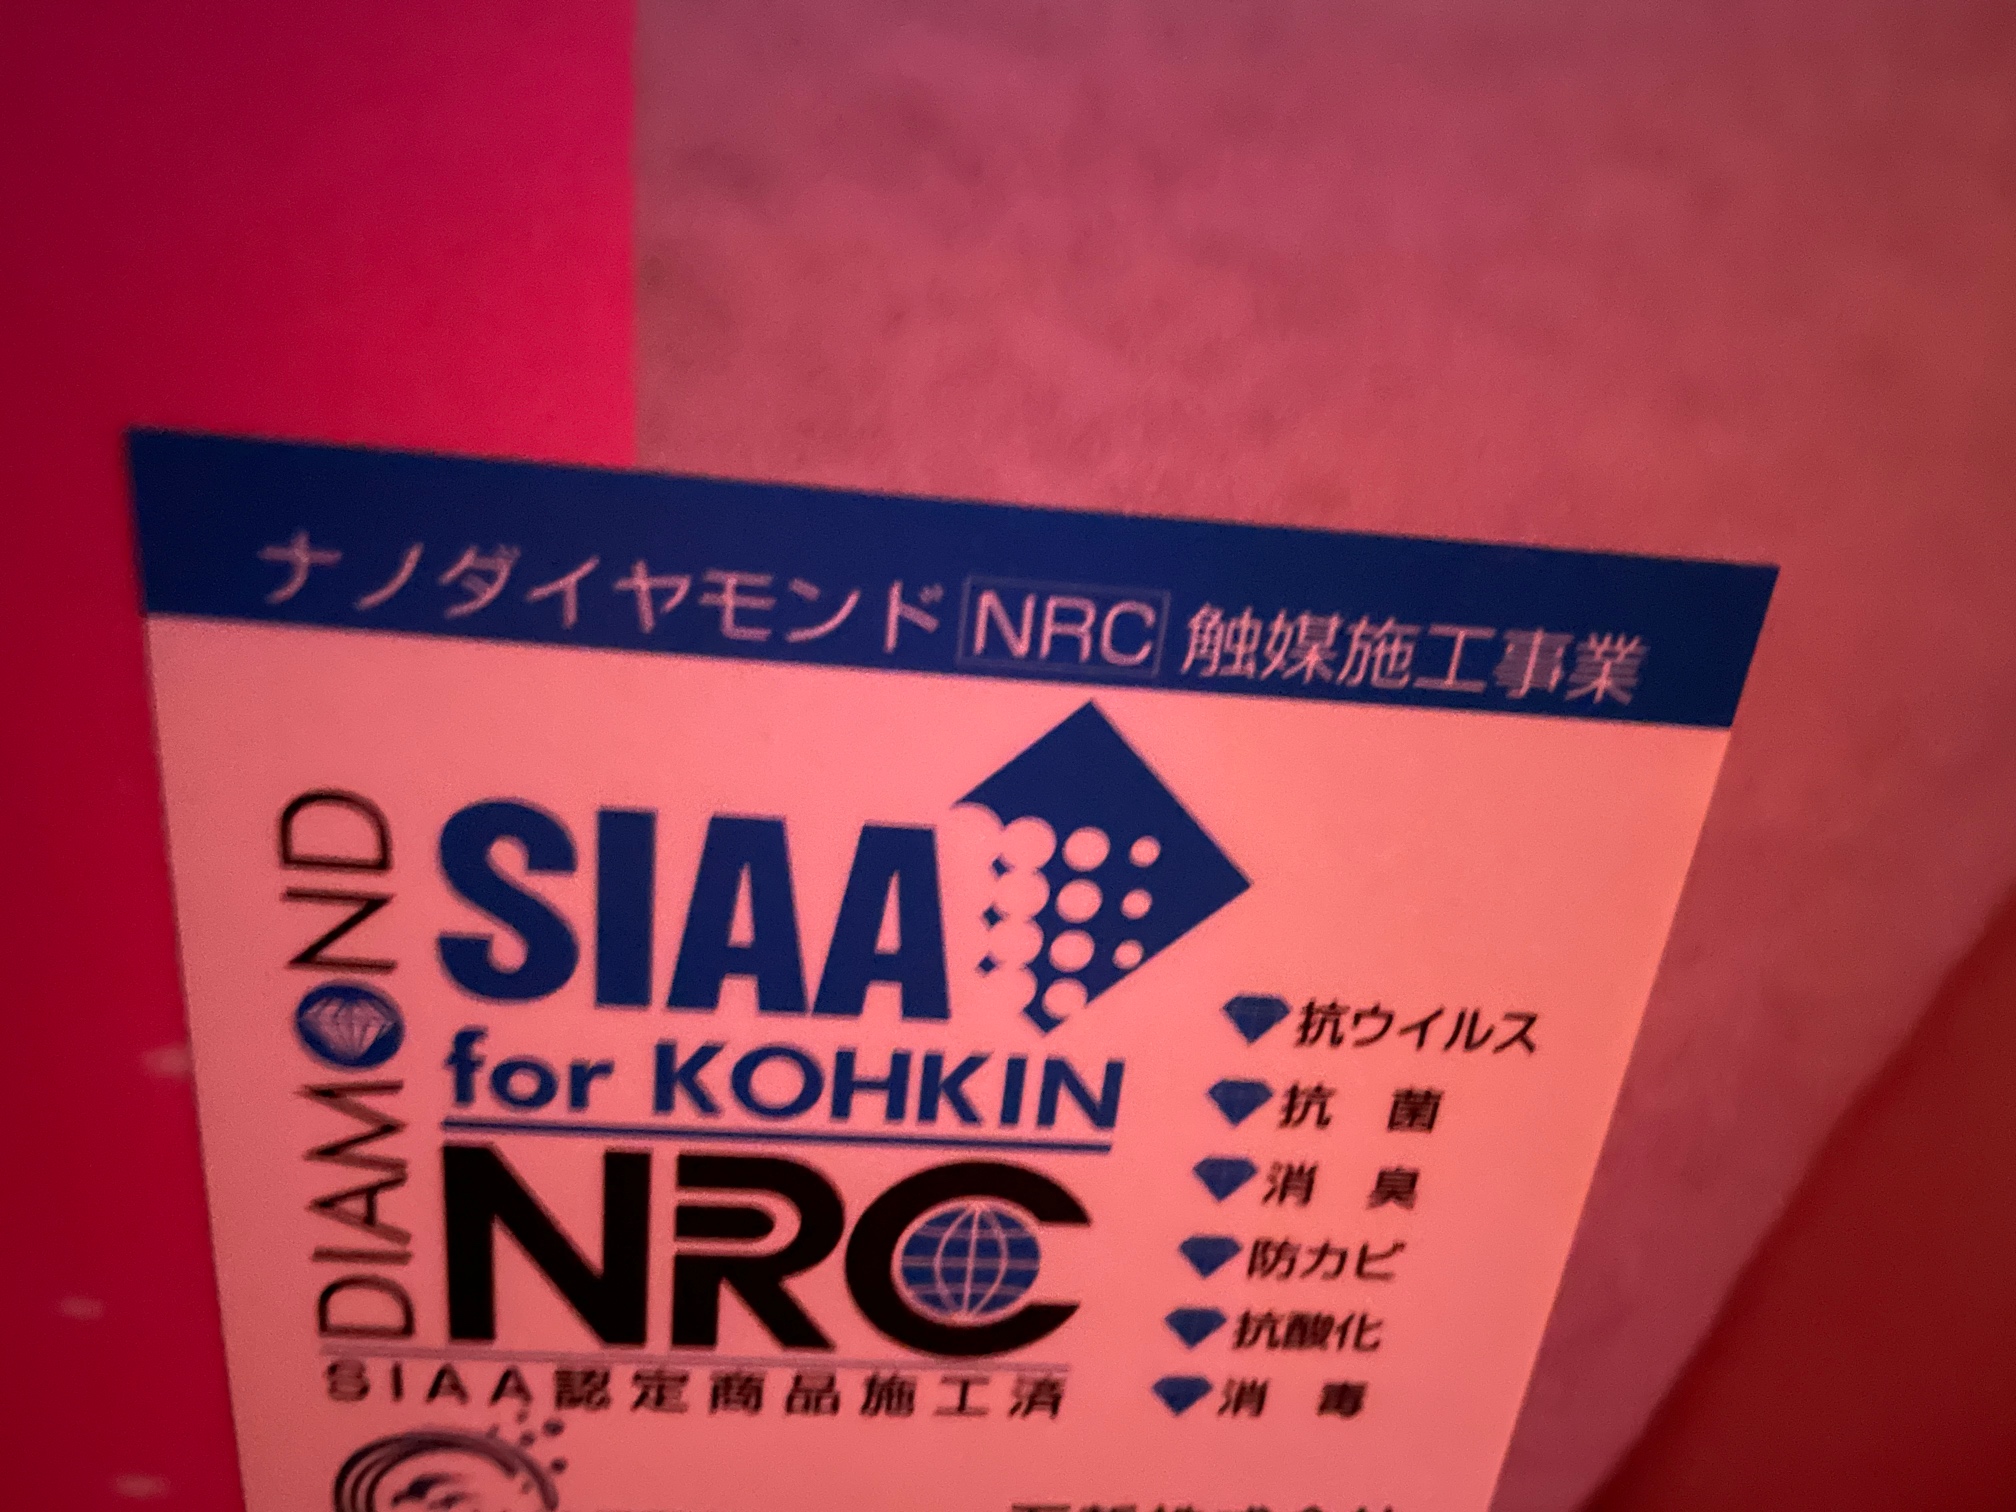 ナノダイヤモンド NRC 触媒施工事業
DIAMOND
SIAA
for KOHKIN
NRC
SIAA認定商品施工済
抗ウイルス
抗 菌
消 臭
防カビ
抗酸化
消 毒